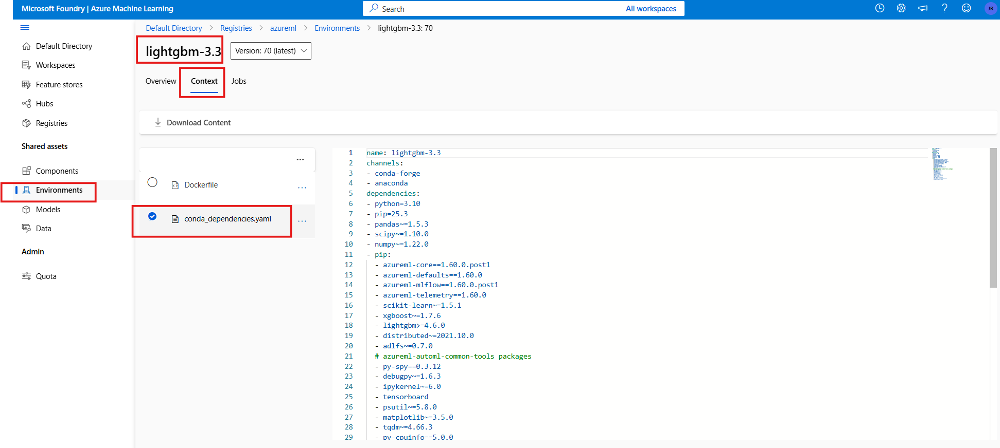 Microsoft Foundry | Azure Machine Learning
Search
All workspaces
JR
Default Directory
Workspaces
Feature stores
Hubs
Registries
Shared assets
Components
Environments
Models
Data
Admin
Quota
Default Directory > Registries > azureml > Environments > lightgbm-3.3: 70
lightgbm-3.3
Version: 70 (latest)
Overview
Context
Jobs
Download Content
Dockerfile
conda_dependencies.yaml
1 name: lightgbm-3.3
2 channels:
3 - conda-forge
4 - anaconda
5 dependencies:
6 - python=3.10
7 - pip=25.3
8 - pandas~=1.5.3
9 - scipy~=1.10.0
10 - numpy~=1.22.0
11 - pip:
12 - azureml-core==1.60.0.post1
13 - azureml-defaults==1.60.0
14 - azureml-mlflow==1.60.0.post1
15 - azureml-telemetry==1.60.0
16 - scikit-learn~=1.5.1
17 - xgboost~=1.7.6
18 - lightgbm>=4.6.0
19 - distributed~=2021.10.0
20 - adlfs~=0.7.0
21 # azureml-automl-common-tools packages
22 - py-spy==0.3.12
23 - debugpy~=1.6.3
24 - ipykernel~=6.0
25 - tensorboard
26 - psutil~=5.8.0
27 - matplotlib~=3.5.0
28 - tqdm~=4.66.3
29 - py-cpuinfo==5.0.0